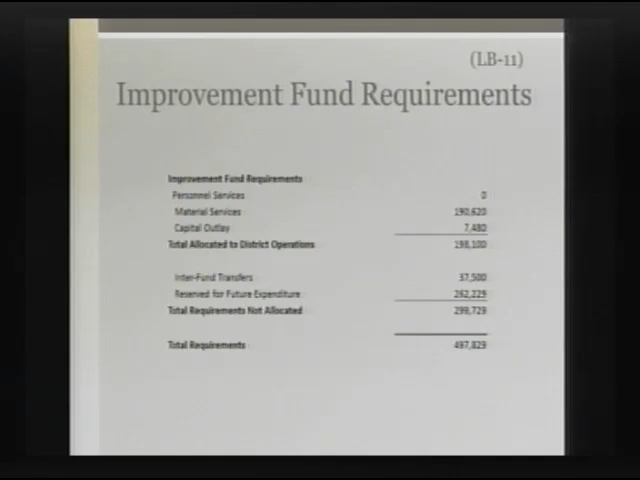 (LB-11)
Improvement Fund Requirements
Improvement Fund Requirements
Personnel Services 0
Material Services 190,620
Capital Outlay 7,480
Total Allocated to District Operations 198,100
Inter-Fund Transfers 37,500
Reserved for Future Expenditure 262,229
Total Requirements Not Allocated 299,729
Total Requirements 497,829